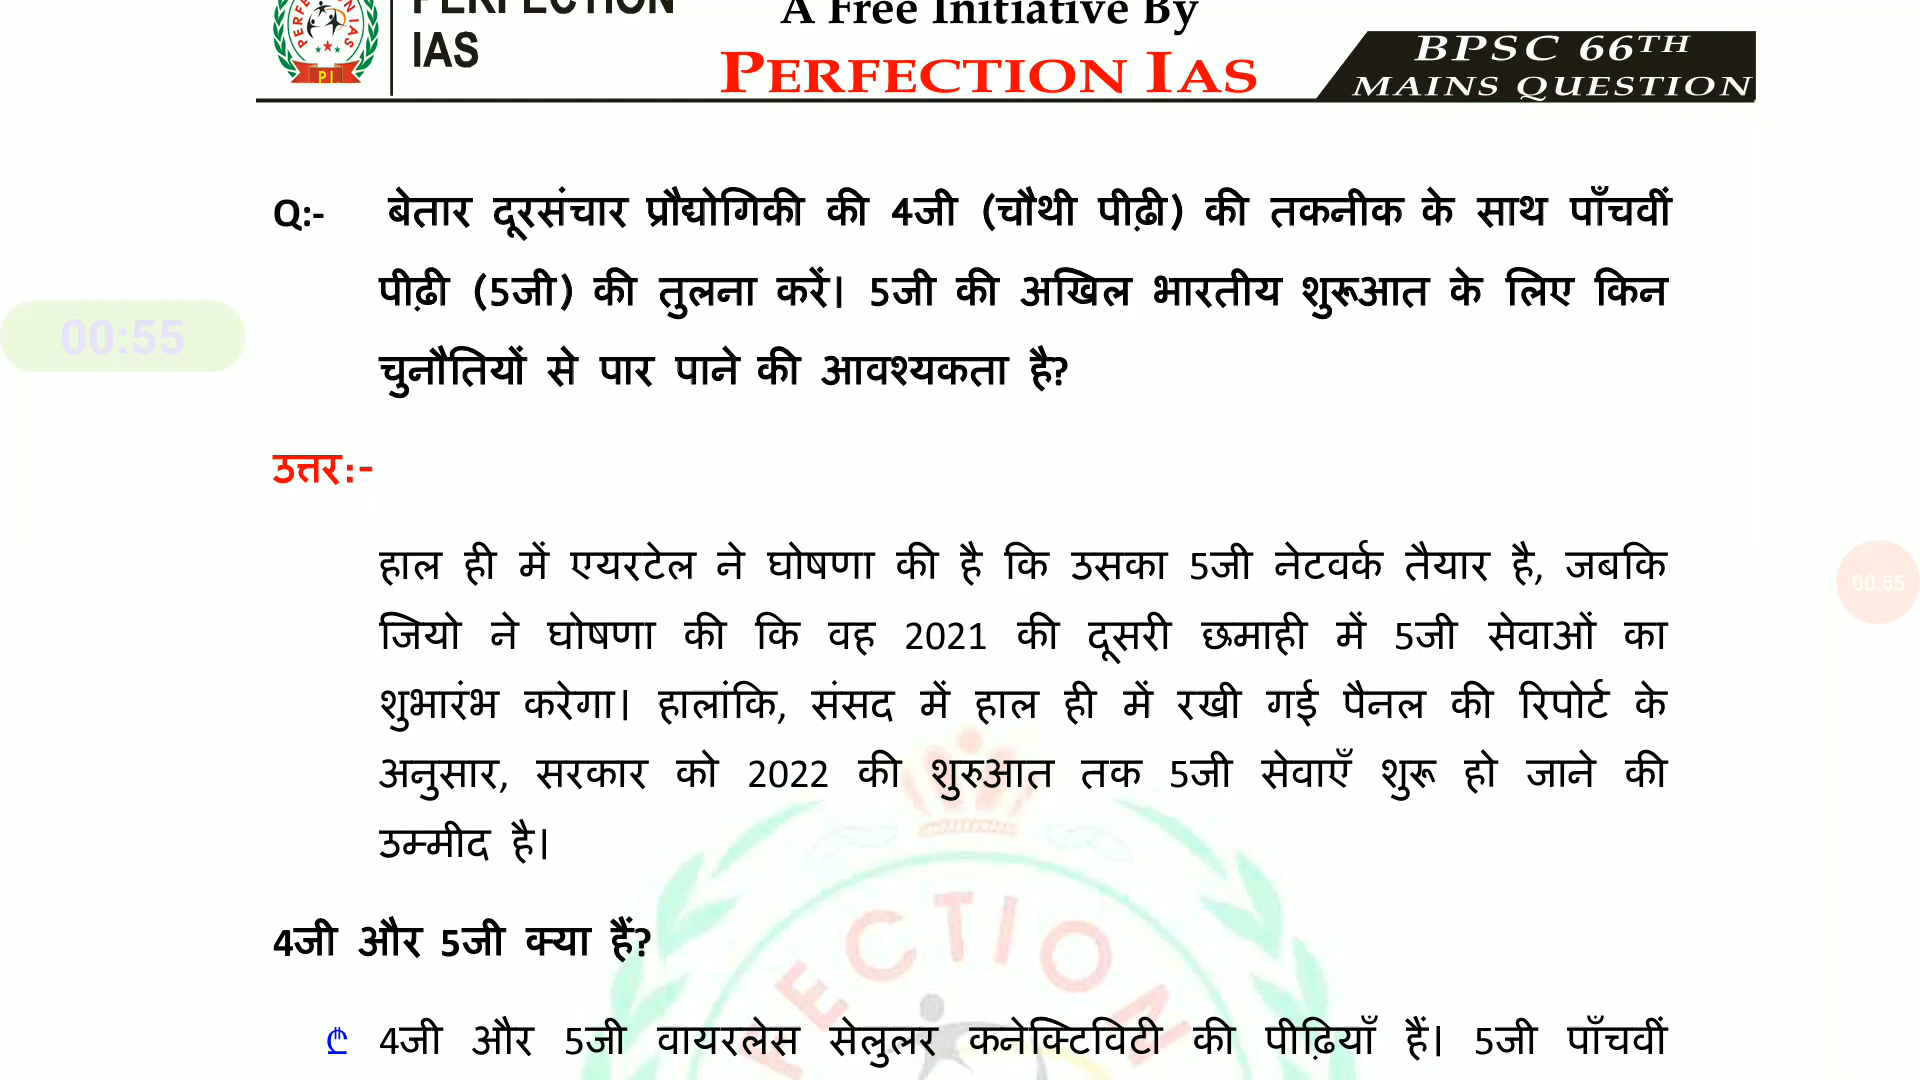 PERFECTION
IAS
PERFECTION IAS
PI
A Free Initiative By
PERFECTION IAS
BPSC 66TH
MAINS QUESTION
Q:- बेतार दूरसंचार प्रौद्योगिकी की 4जी (चौथी पीढ़ी) की तकनीक के साथ पाँचवीं
पीढ़ी (5जी) की तुलना करें। 5जी की अखिल भारतीय शुरूआत के लिए किन
00:55
चुनौतियों से पार पाने की आवश्यकता है?
उत्तर:-
हाल ही में एयरटेल ने घोषणा की है कि उसका 5जी नेटवर्क तैयार है, जबकि
00:55
जियो ने घोषणा की कि वह 2021 की दूसरी छमाही में 5जी सेवाओं का
शुभारंभ करेगा। हालांकि, संसद में हाल ही में रखी गई पैनल की रिपोर्ट के
अनुसार, सरकार को 2022 की शुरुआत तक 5जी सेवाएँ शुरू हो जाने की
उम्मीद है।
4जी और 5जी क्या हैं?
4जी और 5जी वायरलेस सेलुलर कनेक्टिविटी की पीढ़ियाँ हैं। 5जी पाँचवीं